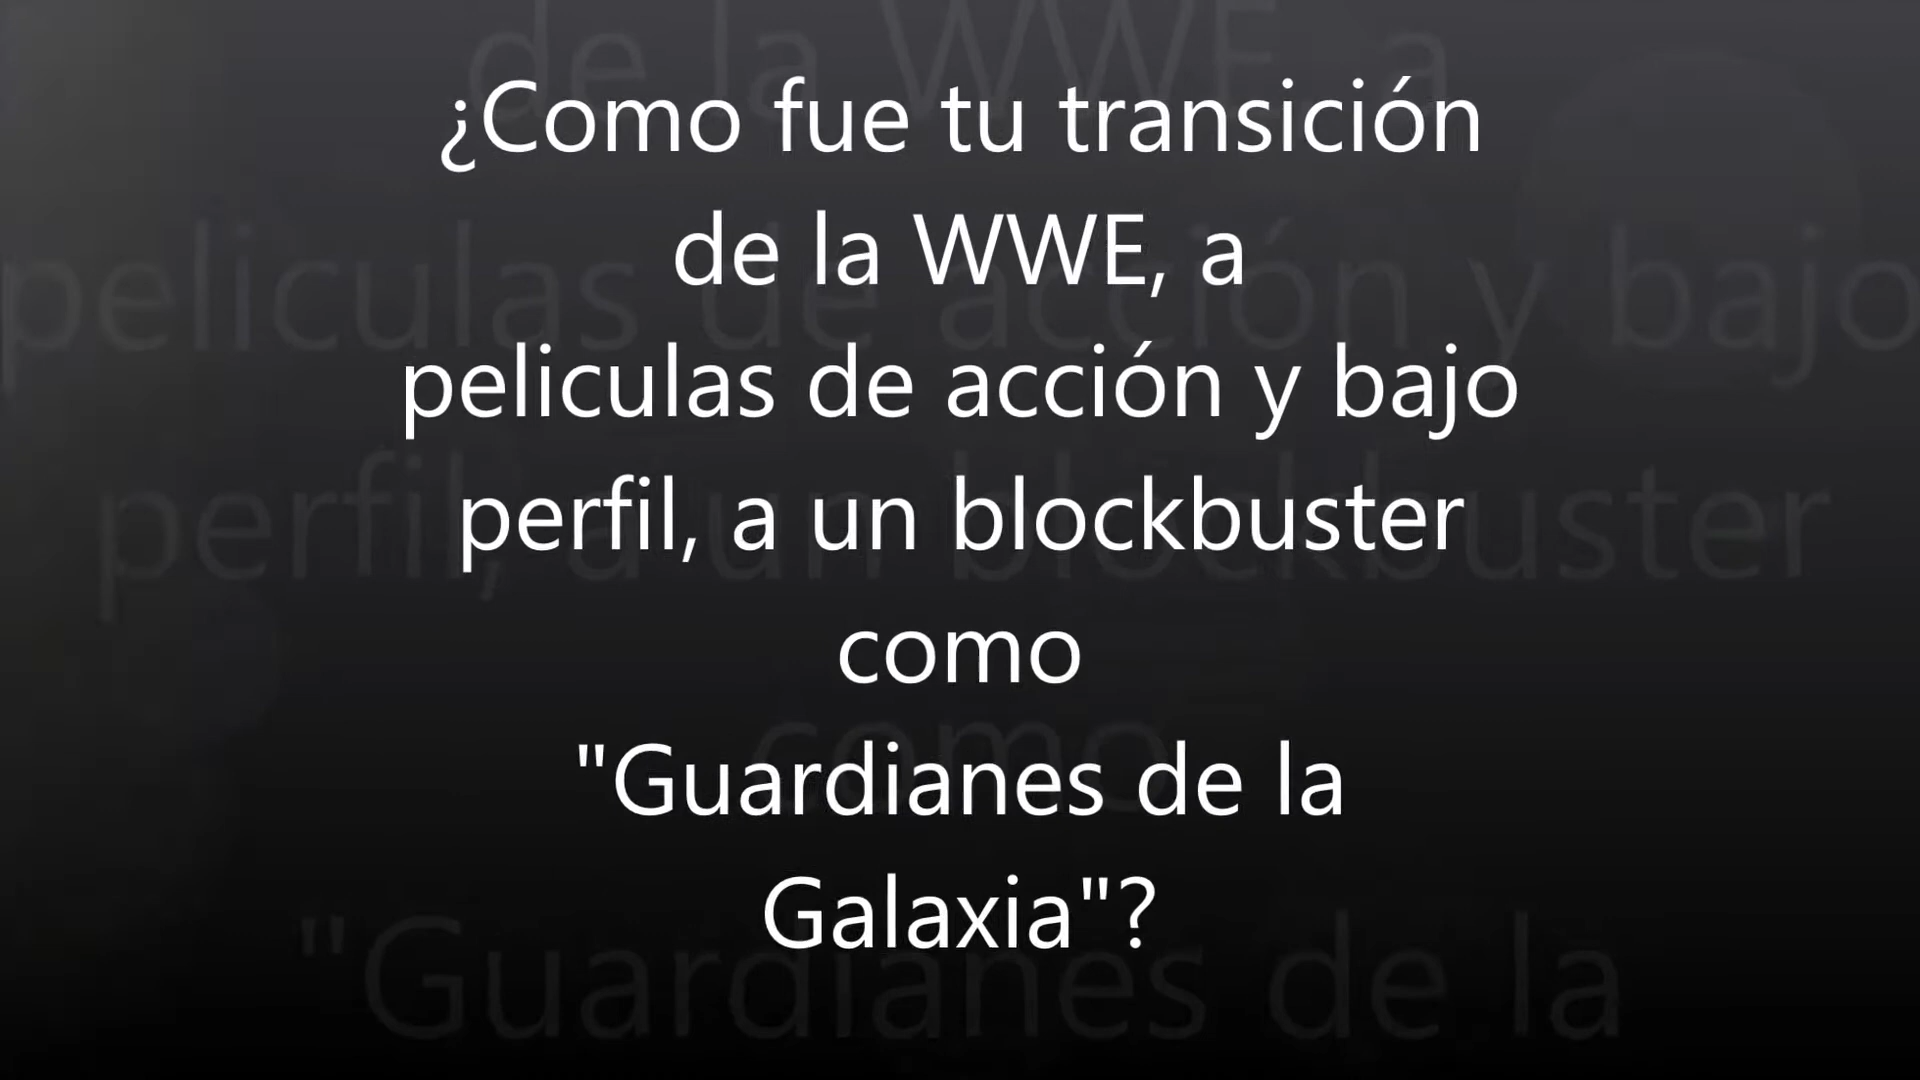 ¿Como fue tu transición
de la WWE, a
peliculas de acción y bajo
perfil, a un blockbuster
como
"Guardianes de la
Galaxia"?